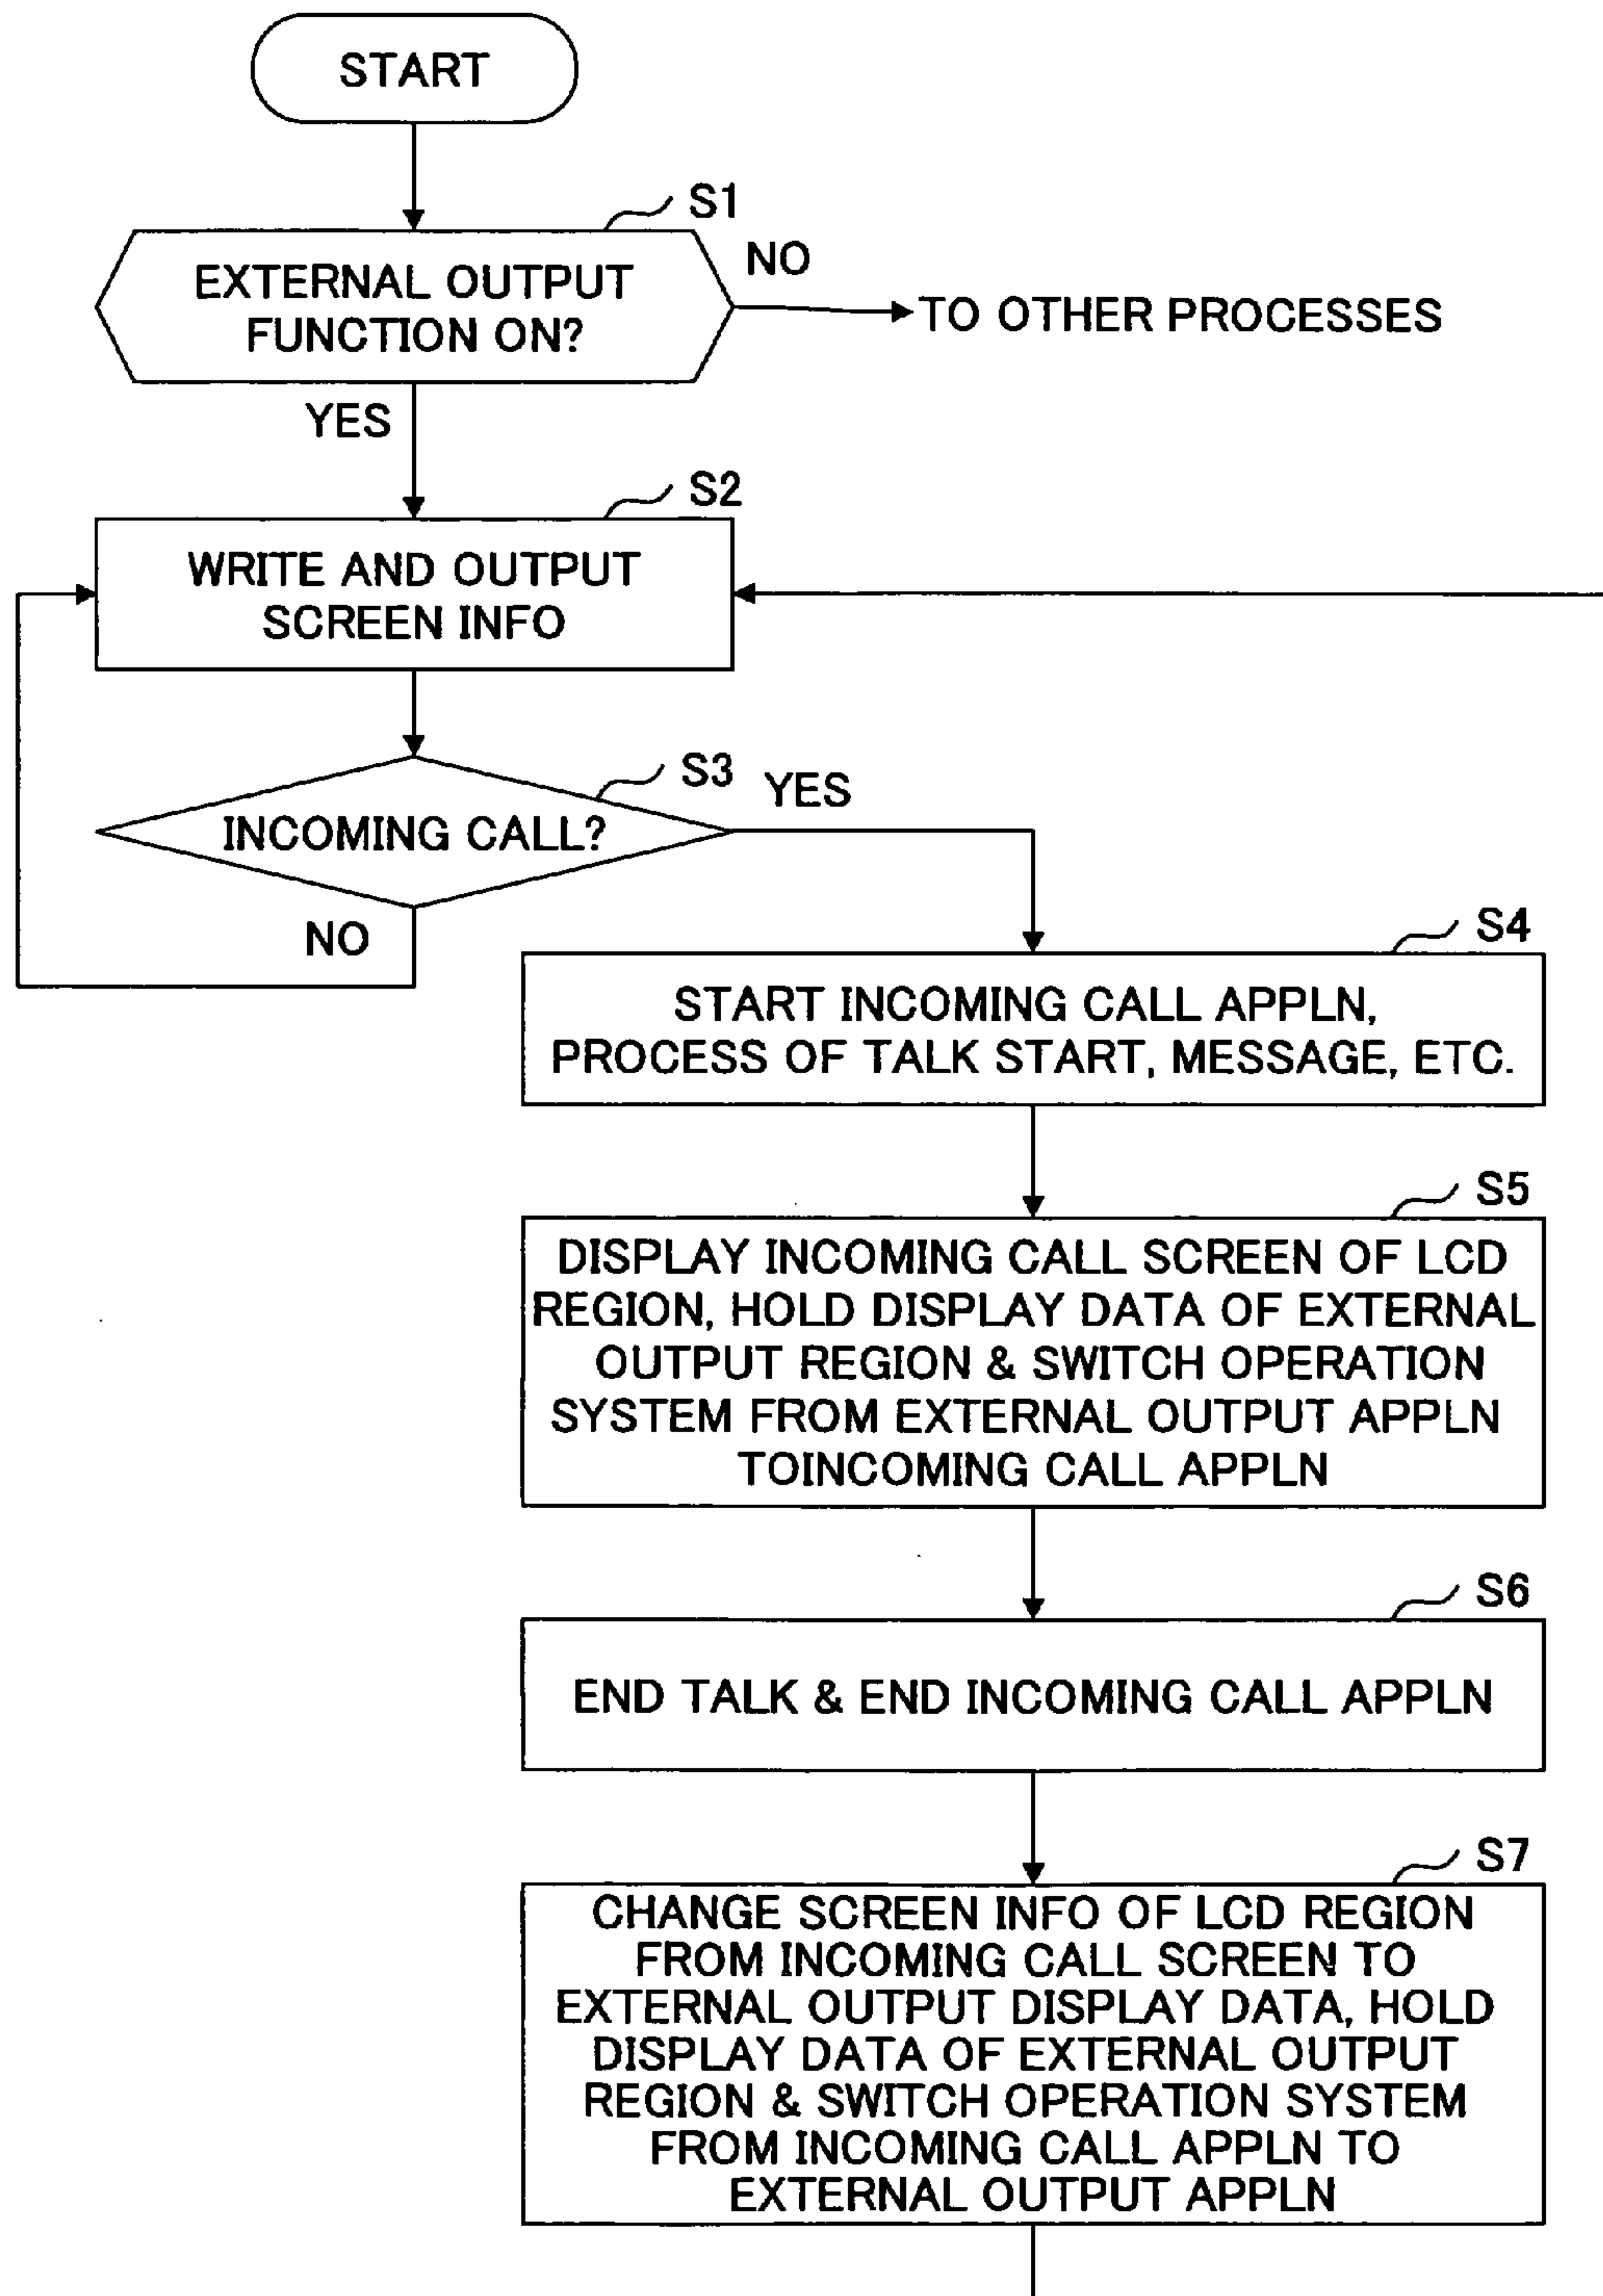 START
S1
EXTERNAL OUTPUT
FUNCTION ON?
NO
TO OTHER PROCESSES
YES
S2
WRITE AND OUTPUT
SCREEN INFO
S3
INCOMING CALL?
YES
NO
S4
START INCOMING CALL APPLN,
PROCESS OF TALK START, MESSAGE, ETC.
S5
DISPLAY INCOMING CALL SCREEN OF LCD
REGION, HOLD DISPLAY DATA OF EXTERNAL
OUTPUT REGION & SWITCH OPERATION
SYSTEM FROM EXTERNAL OUTPUT APPLN
TOINCOMING CALL APPLN
S6
END TALK & END INCOMING CALL APPLN
S7
CHANGE SCREEN INFO OF LCD REGION
FROM INCOMING CALL SCREEN TO
EXTERNAL OUTPUT DISPLAY DATA, HOLD
DISPLAY DATA OF EXTERNAL OUTPUT
REGION & SWITCH OPERATION SYSTEM
FROM INCOMING CALL APPLN TO
EXTERNAL OUTPUT APPLN